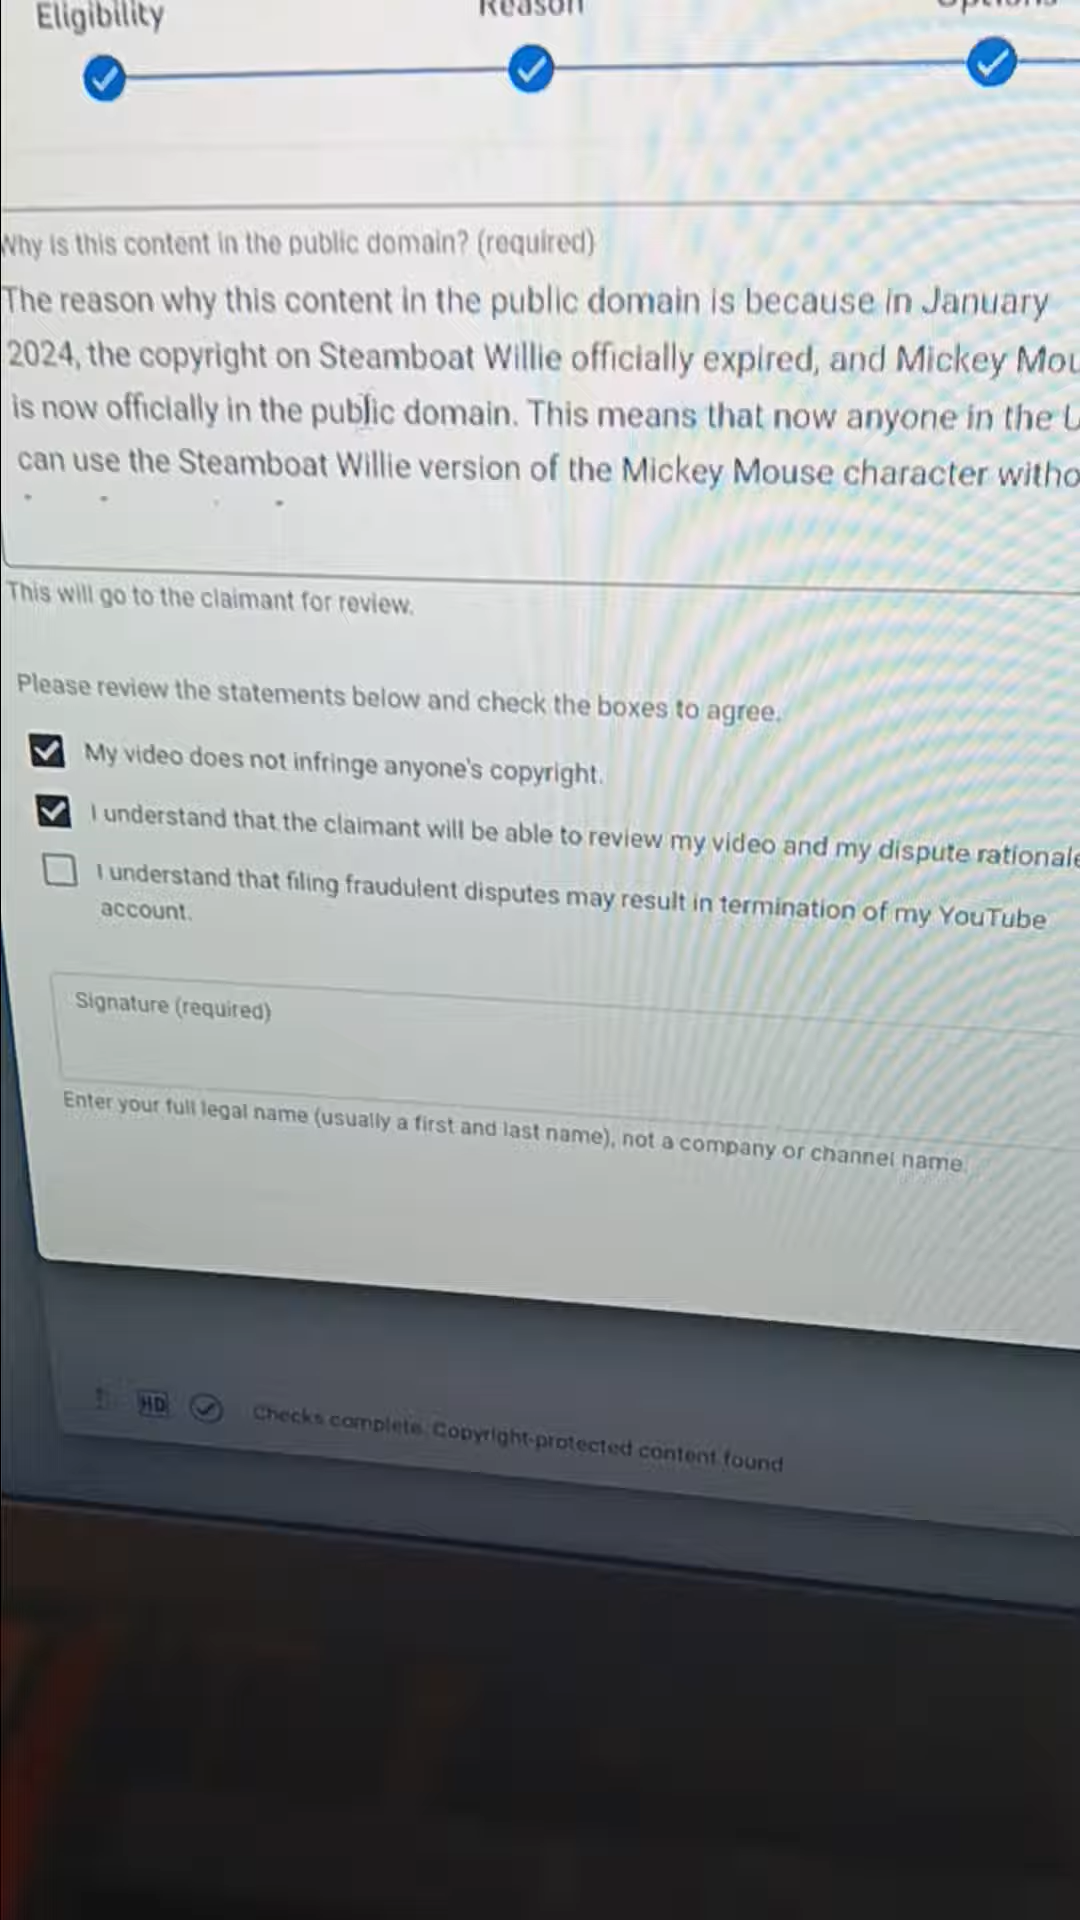 Eligibility
Reason
Options
Why is this content in the public domain? (required)
The reason why this content in the public domain is because in January
2024, the copyright on Steamboat Willie officially expired, and Mickey Mou
is now officially in the public domain. This means that now anyone in the U
can use the Steamboat Willie version of the Mickey Mouse character witho
This will go to the claimant for review.
Please review the statements below and check the boxes to agree.
My video does not infringe anyone's copyright.
I understand that the claimant will be able to review my video and my dispute rationale
I understand that filing fraudulent disputes may result in termination of my YouTube
account.
Signature (required)
Enter your full legal name (usually a first and last name), not a company or channel name.
HD
Checks complete. Copyright-protected content found